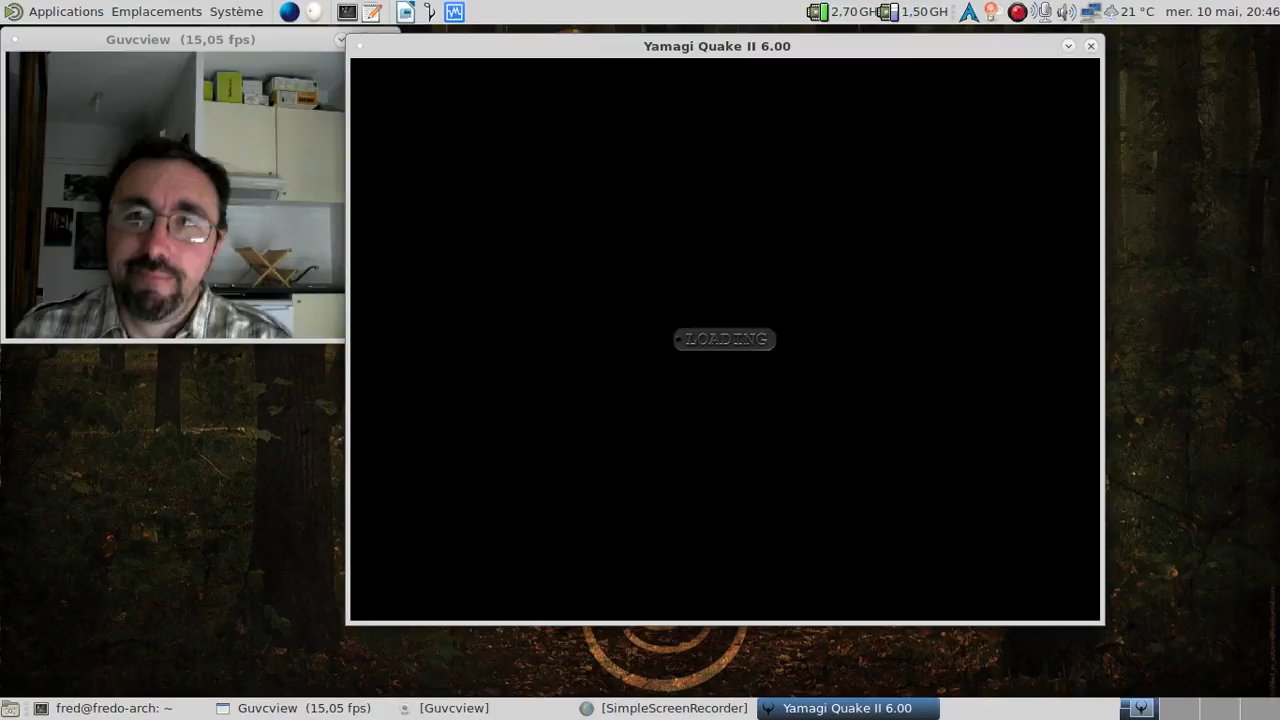 Applications Emplacements Système 2,70 GH 1,50 GH 21 °C mer. 10 mai, 20:46
Guvcview (15,05 fps)
Yamagi Quake II 6.00
LOADING
fred@fredo-arch: ~ Guvcview (15,05 fps) [Guvcview] [SimpleScreenRecorder] Yamagi Quake II 6.00